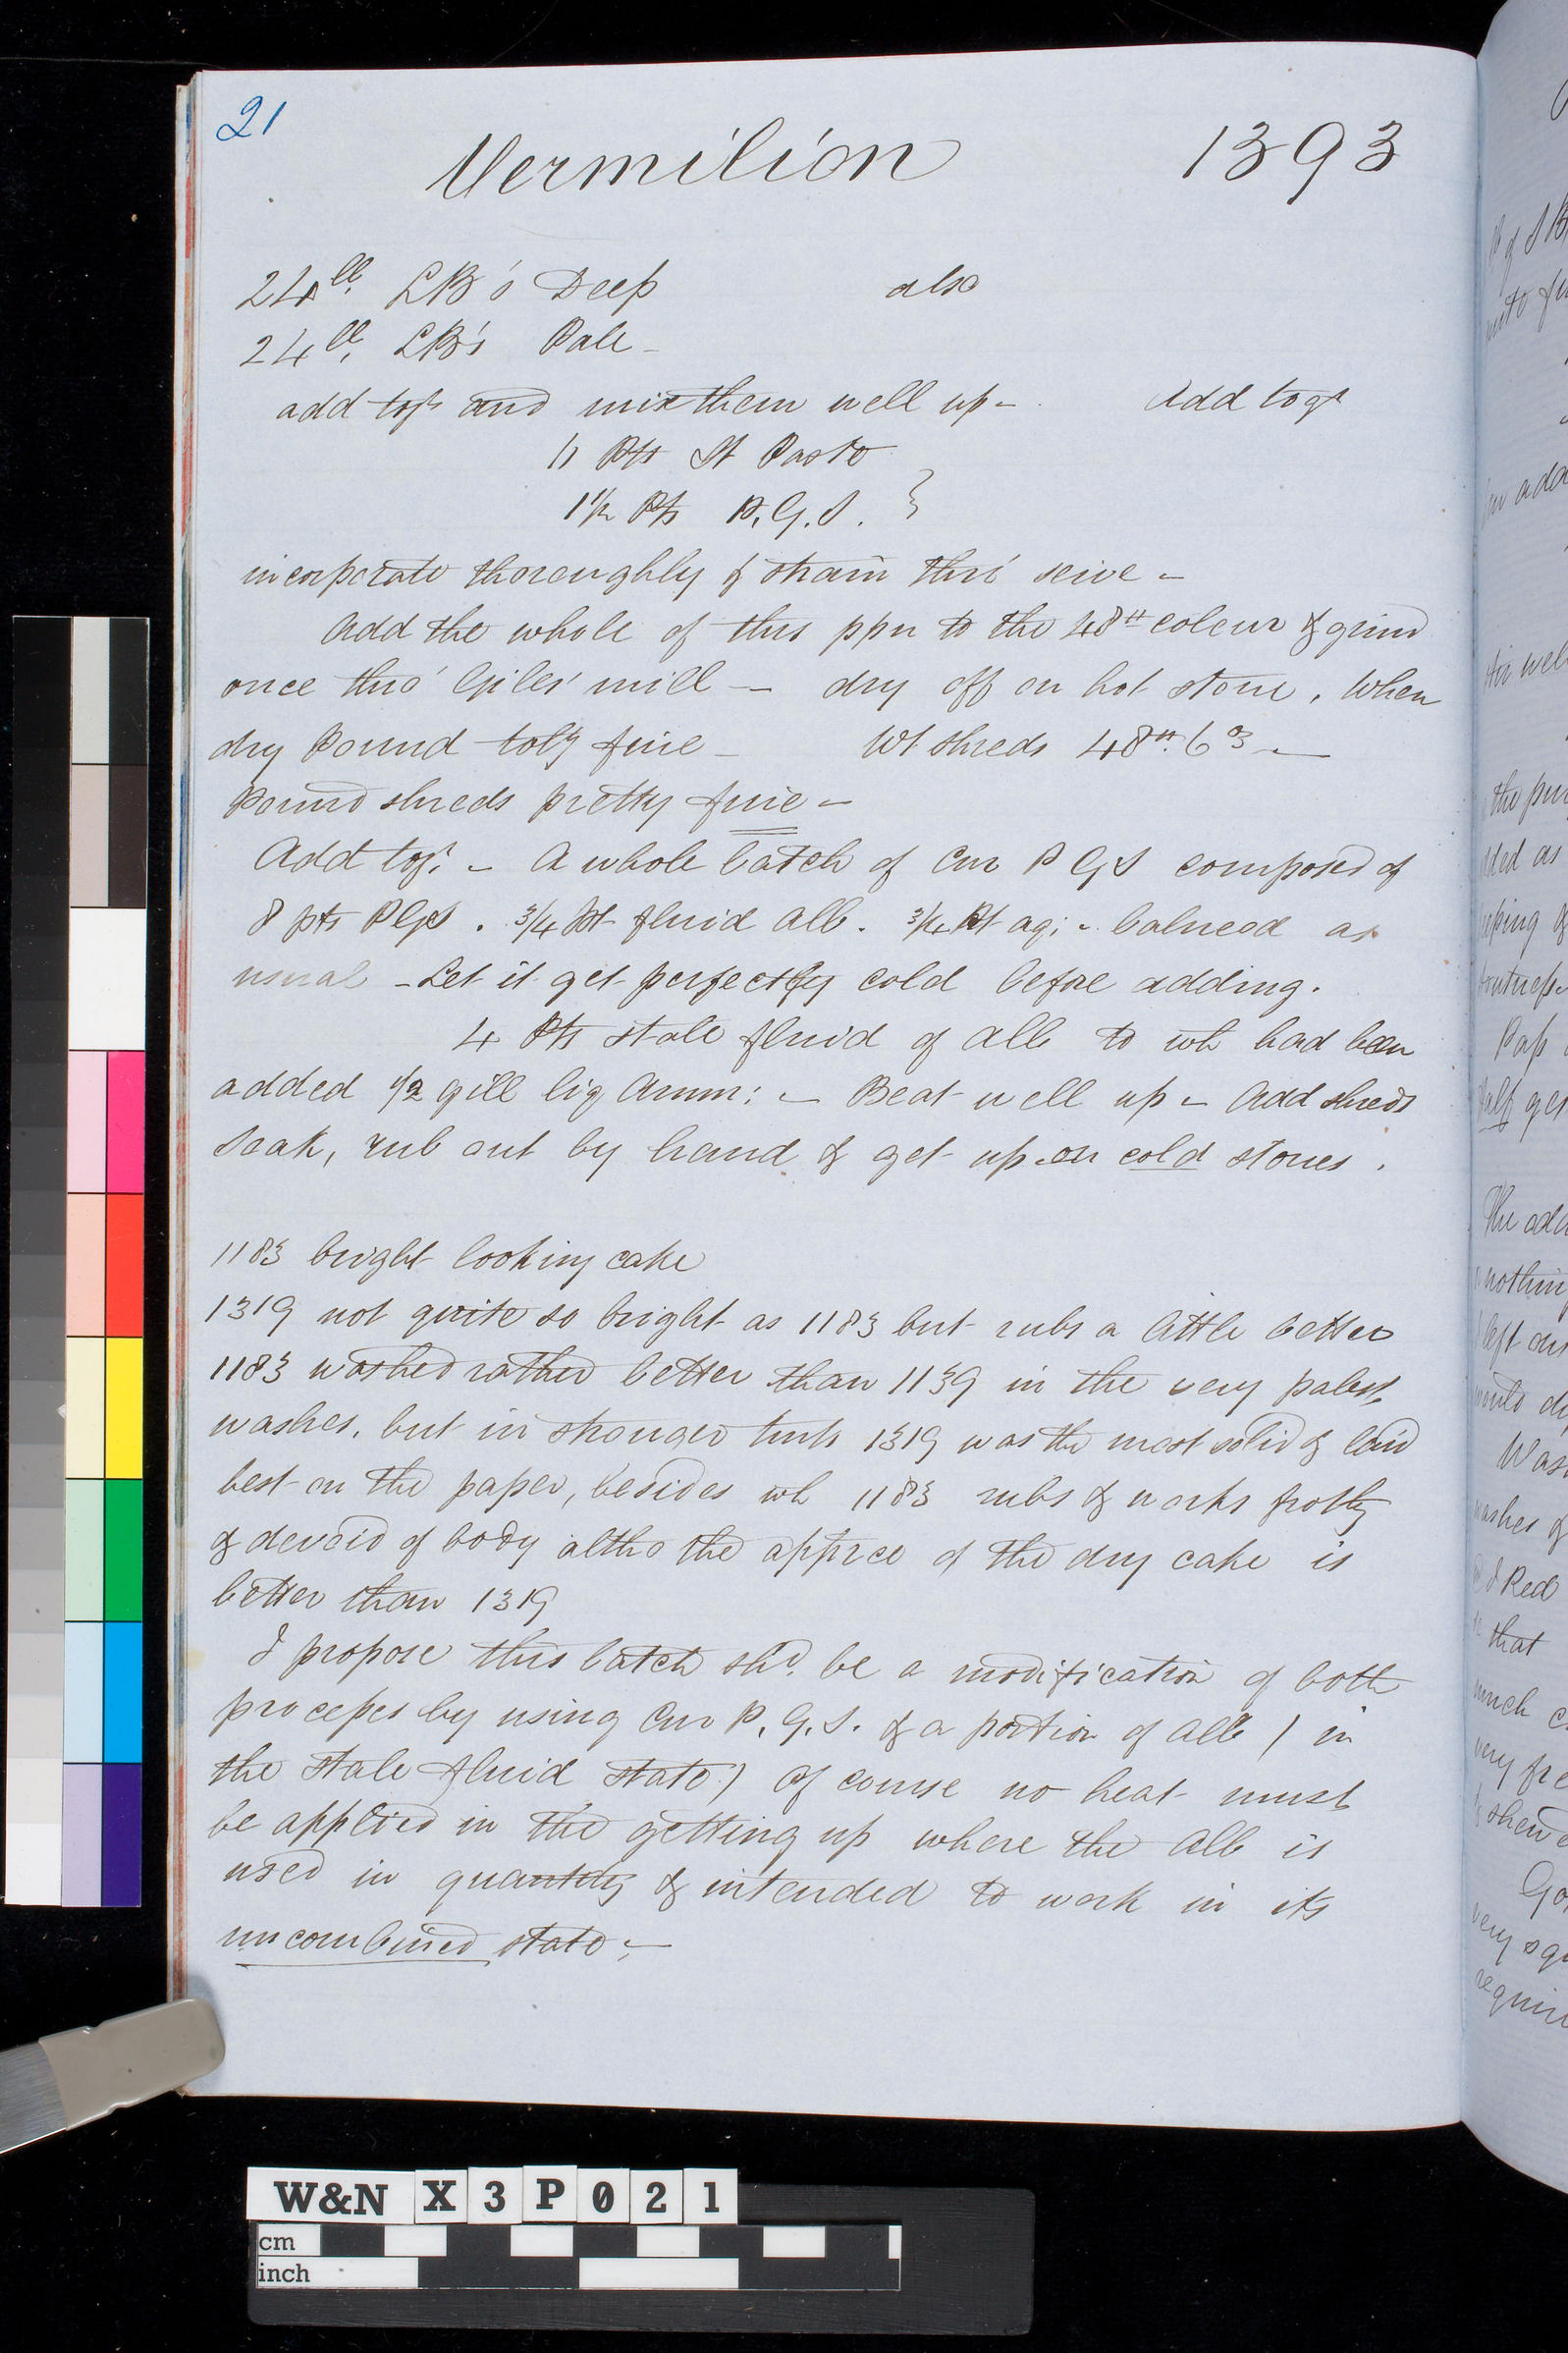 21
Vermilion 1393
24lb. LB's Deep also
24lb. LB's Pale -
add togr and mix them well up - Add togr
11 Pts St Paste
1½ Pts P.G.S. }
incorporate thoroughly & strain thro' seive -
Add the whole of this ppn to the 48lb colour & grind
once thro' Giles' mill — dry off on hot stone. When
dry Pound toly fine - Wt shreds 48lb. 6oz —
Pound shreds pretty fine -
Add togr: - A whole batch of Cur P G S composed of
8 pts PGS. 3/4 Pt fluid Alb. 3/4 Pt aq: - balneod as
usual - Let it get perfectly cold before adding.
4 Pts stale fluid of Alb to wh had been
added 1/2 gill liq Amm: - Beat well up - Add shreds
soak, rub out by hand & get up on cold stones.
1183 bright looking cake
1319 not quite so bright as 1183 but rubs a little better
1183 washed rather better than 1139 in the very palest
washes, but in stronger tints 1319 was the most solid & laid
best on the paper, besides wh 1183 rubs & works frothy
& devoid of body altho the apprce of the dry cake is
better than 1319
I propose this batch shd. be a modification of both
processes by using Cur P.G.S. & a portion of Alb ( in
the stale fluid state ) Of course no heat must
be applied in the getting up where the Alb is
used in quantity & intended to work in its
uncombined state: —
W&N X3P021
cm
inch